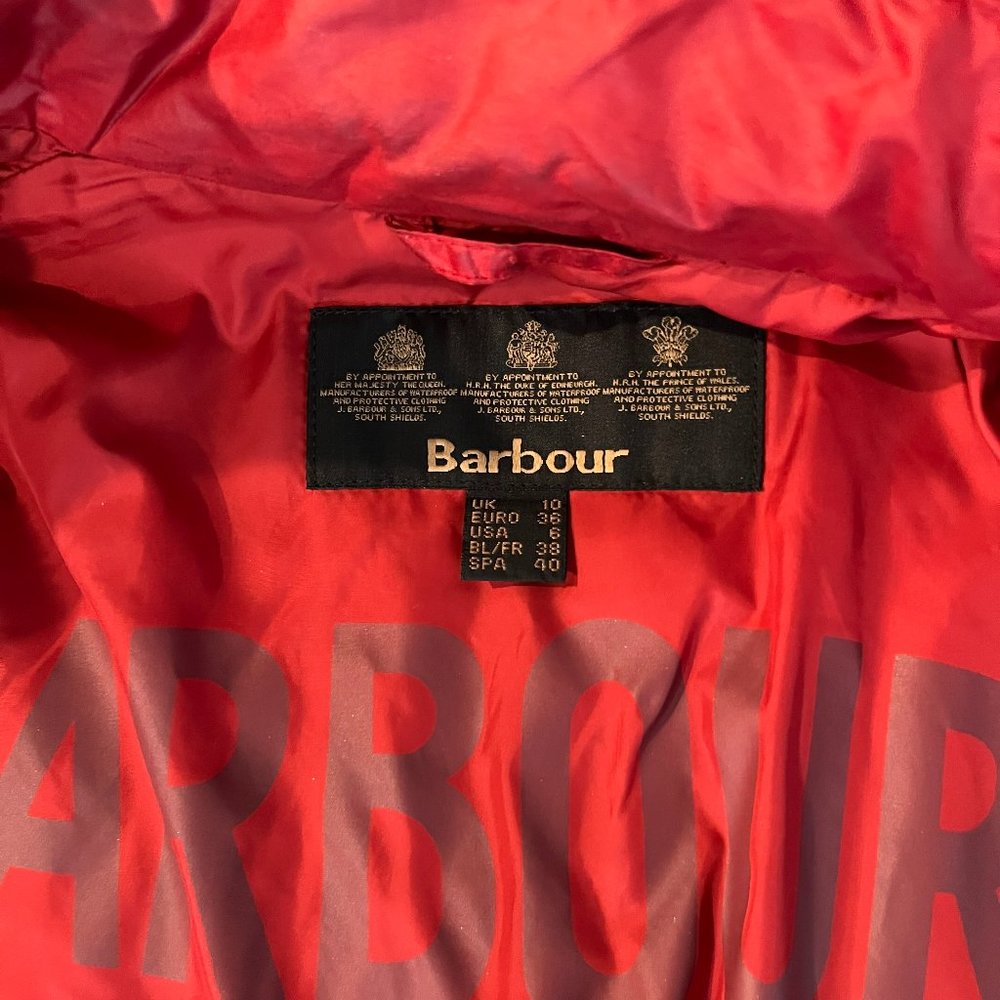 BY APPOINTMENT TO
HER MAJESTY THE QUEEN.
MANUFACTURERS OF WATERPROOF
AND PROTECTIVE CLOTHING
J. BARBOUR & SONS LTD.,
SOUTH SHIELDS.
BY APPOINTMENT TO
H.R.H. THE DUKE OF EDINBURGH.
MANUFACTURERS OF WATERPROOF
AND PROTECTIVE CLOTHING
J. BARBOUR & SONS LTD.,
SOUTH SHIELDS.
BY APPOINTMENT TO
H.R.H. THE PRINCE OF WALES.
MANUFACTURERS OF WATERPROOF
AND PROTECTIVE CLOTHING
J. BARBOUR & SONS LTD.,
SOUTH SHIELDS.
Barbour
UK 10
EURO 36
USA 6
BL/FR 38
SPA 40
ARBOUR